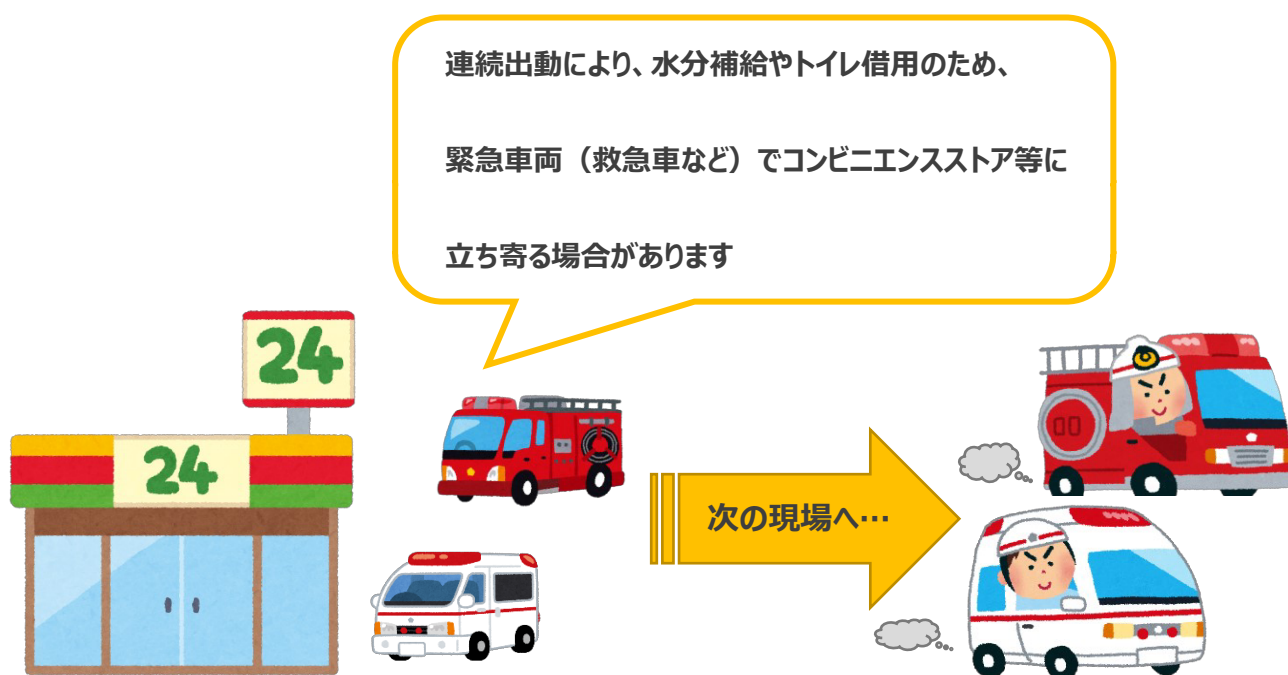 連続出動により、水分補給やトイレ借用のため、
緊急車両（救急車など）でコンビニエンスストア等に
立ち寄る場合があります
24
24
次の現場へ…